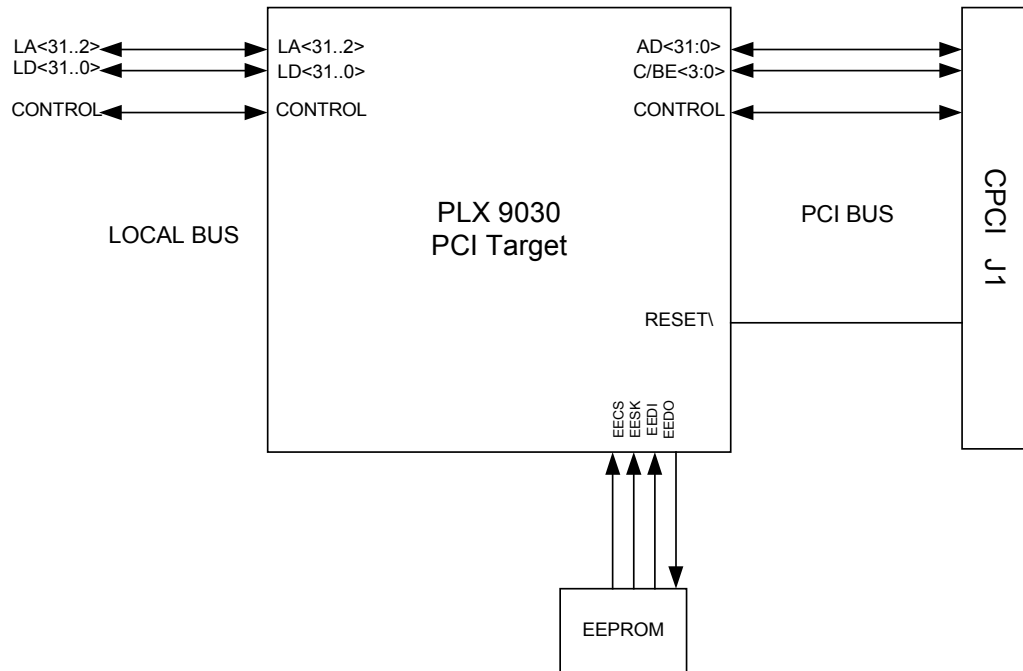 LA<31..2>
LD<31..0>
CONTROL
LOCAL BUS
LA<31..2>
LD<31..0>
CONTROL
AD<31:0>
C/BE<3:0>
CONTROL
PLX 9030
PCI Target
RESET\
EECS
EESK
EEDI
EEDO
PCI BUS
CPCI J1
EEPROM